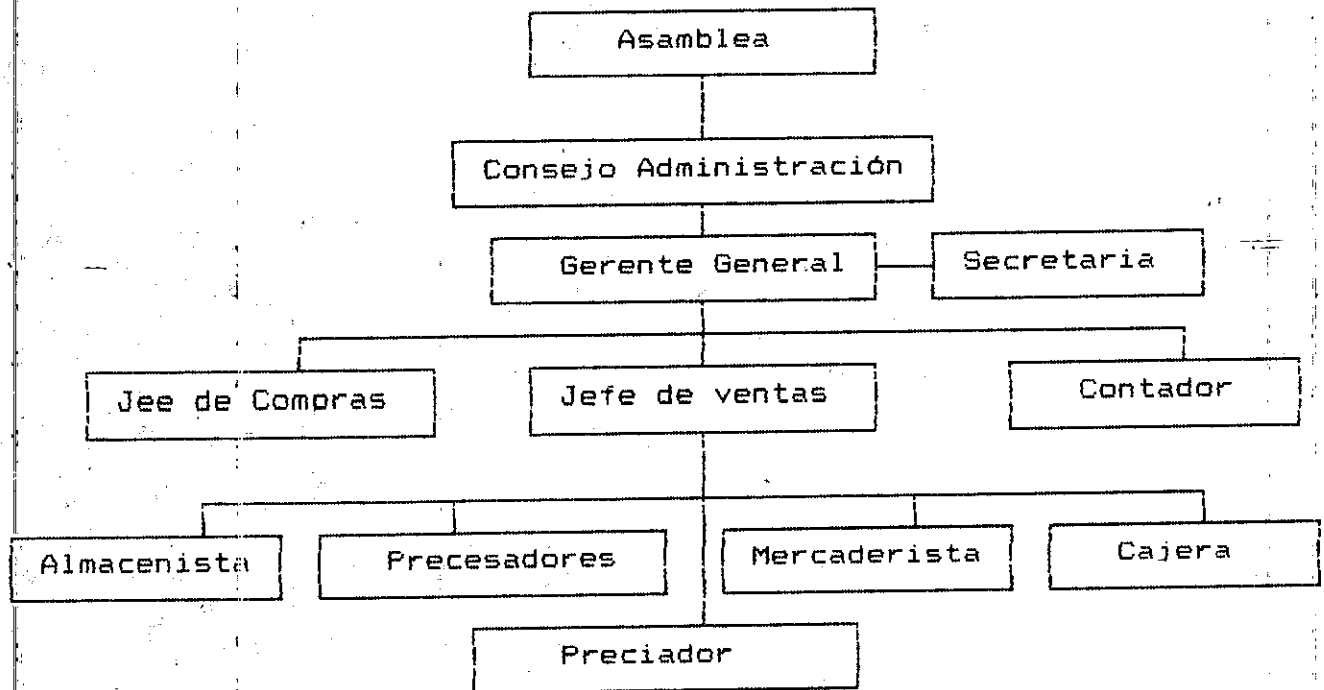 Asamblea
Consejo Administración
Gerente General
Secretaria
Jee de Compras
Jefe de ventas
Contador
Almacenista
Precesadores
Mercaderista
Cajera
Preciador